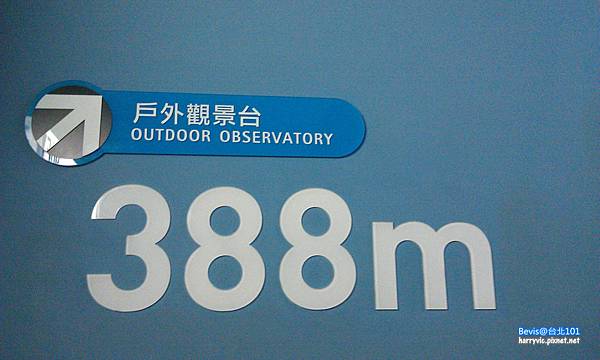 戶外觀景台
OUTDOOR OBSERVATORY
388m
Bevis@台北101
harryvic.pixnet.net